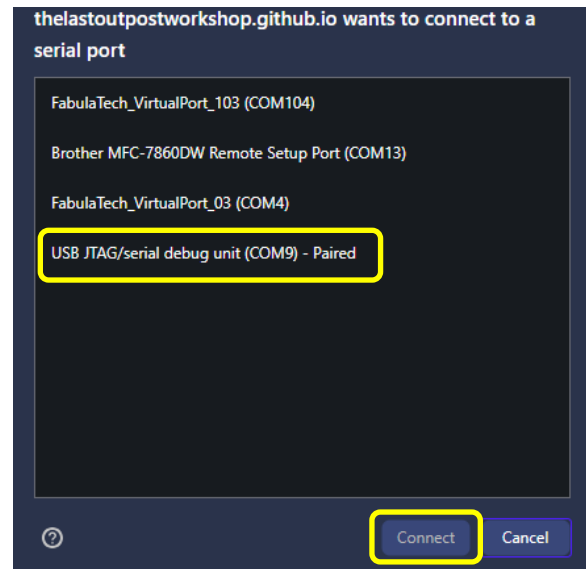 thelastoutpostworkshop.github.io wants to connect to a
serial port
FabulaTech_VirtualPort_103 (COM104)
Brother MFC-7860DW Remote Setup Port (COM13)
FabulaTech_VirtualPort_03 (COM4)
USB JTAG/serial debug unit (COM9) - Paired
?
Connect Cancel